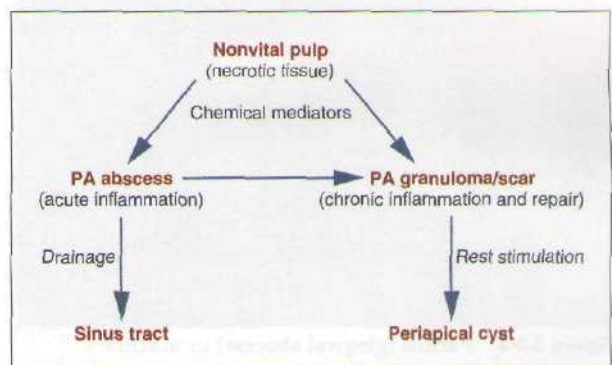 Nonvital pulp
(necrotic tissue)
Chemical mediators
PA abscess
(acute inflammation)
PA granuloma/scar
(chronic inflammation and repair)
Drainage
Rest stimulation
Sinus tract
Periapical cyst